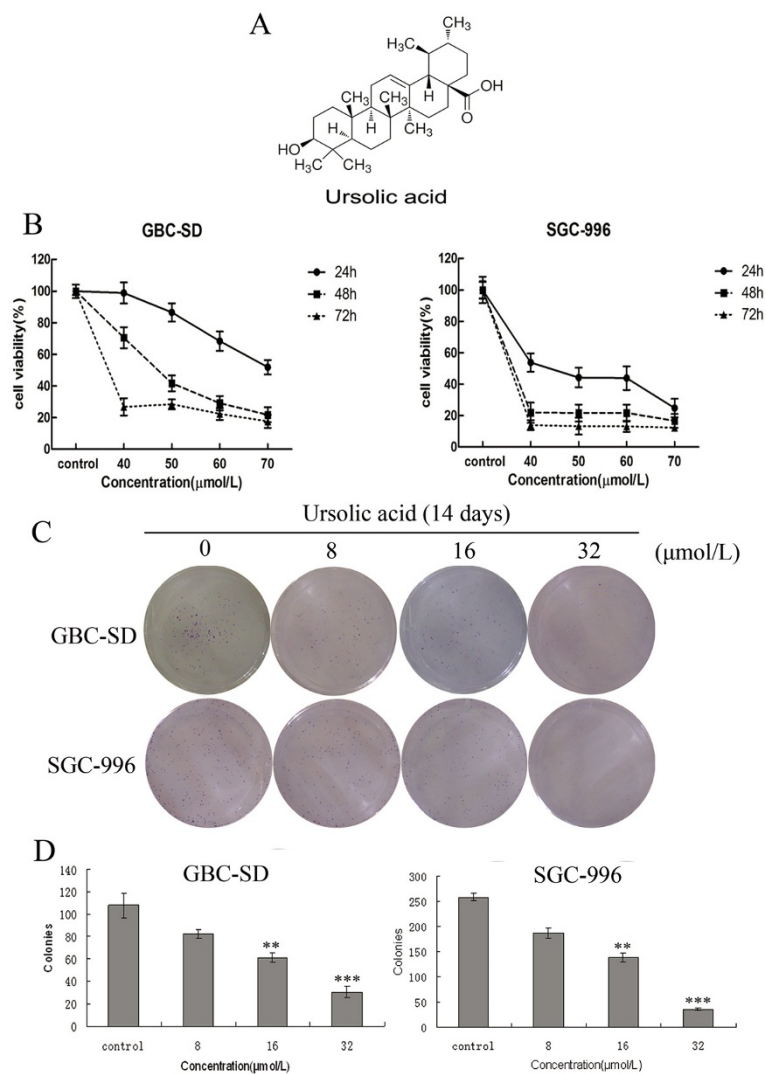 A
H₃C
CH₃
CH₃
CH₃
CH₃
H
OH
O
H
H
CH₃
HO
H₃C
CH₃
Ursolic acid
B
GBC-SD
120
100
80
60
40
20
0
cell viability(%)
control 40 50 60 70
Concentration(μmol/L)
24h
48h
72h
SGC-996
120
100
80
60
40
20
0
cell viability(%)
control 40 50 60 70
Concentration(μmol/L)
24h
48h
72h
C
Ursolic acid (14 days)
0 8 16 32 (μmol/L)
GBC-SD
SGC-996
D
GBC-SD
140
120
100
80
60
40
20
0
Colonies
**
***
control 8 16 32
Concentration(μmol/L)
SGC-996
300
250
200
150
100
50
0
Colonies
**
***
control 8 16 32
Concentration(μmol/L)